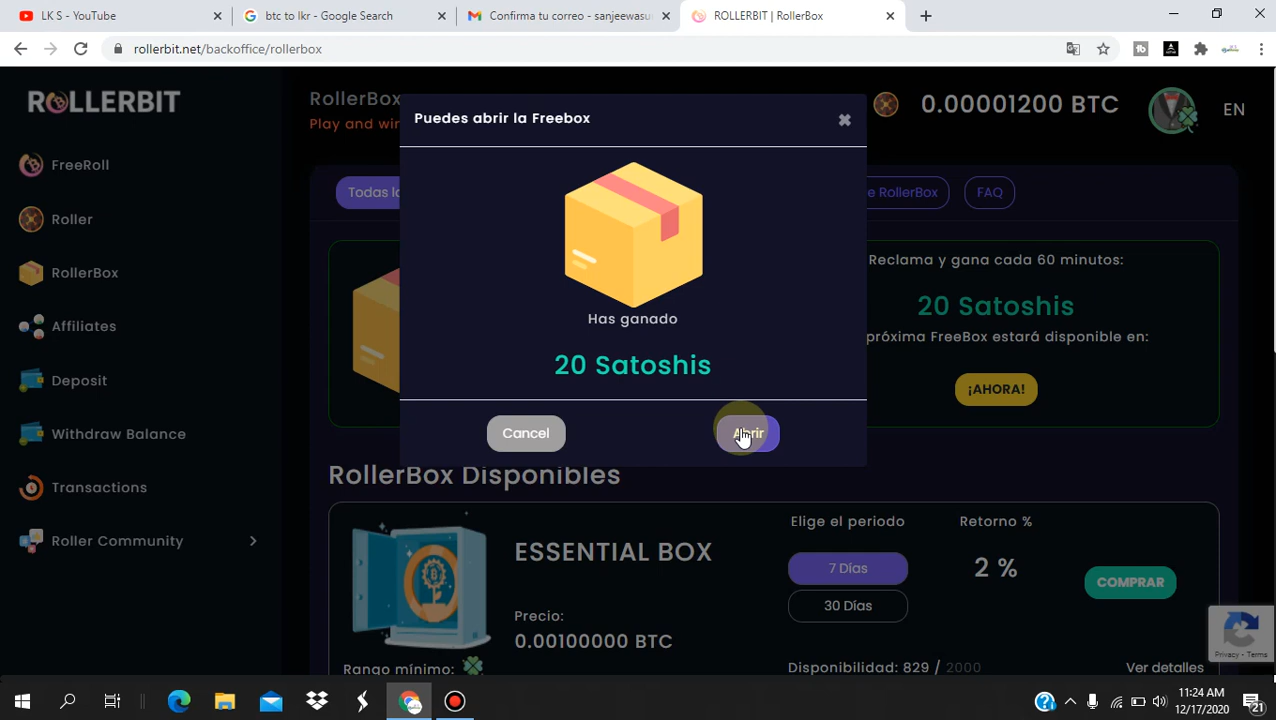 LK S - YouTube
btc to lkr - Google Search
Confirma tu correo - sanjeewasu
ROLLERBIT | RollerBox
rollerbit.net/backoffice/rollerbox
ROLLERBIT
RollerBox
Play and win
0.00001200 BTC
EN
FreeRoll
Roller
RollerBox
Affiliates
Deposit
Withdraw Balance
Transactions
Roller Community
Puedes abrir la Freebox
Has ganado
20 Satoshis
Cancel
Abrir
Todas l
e RollerBox
FAQ
Reclama y gana cada 60 minutos:
20 Satoshis
próxima FreeBox estará disponible en:
¡AHORA!
RollerBox Disponibles
ESSENTIAL BOX
Precio:
0.00100000 BTC
Rango mínimo:
Elige el periodo
7 Días
30 Días
Disponibilidad: 829 / 2000
Retorno %
2 %
COMPRAR
Ver detalles
Privacy - Terms
11:24 AM
12/17/2020
21